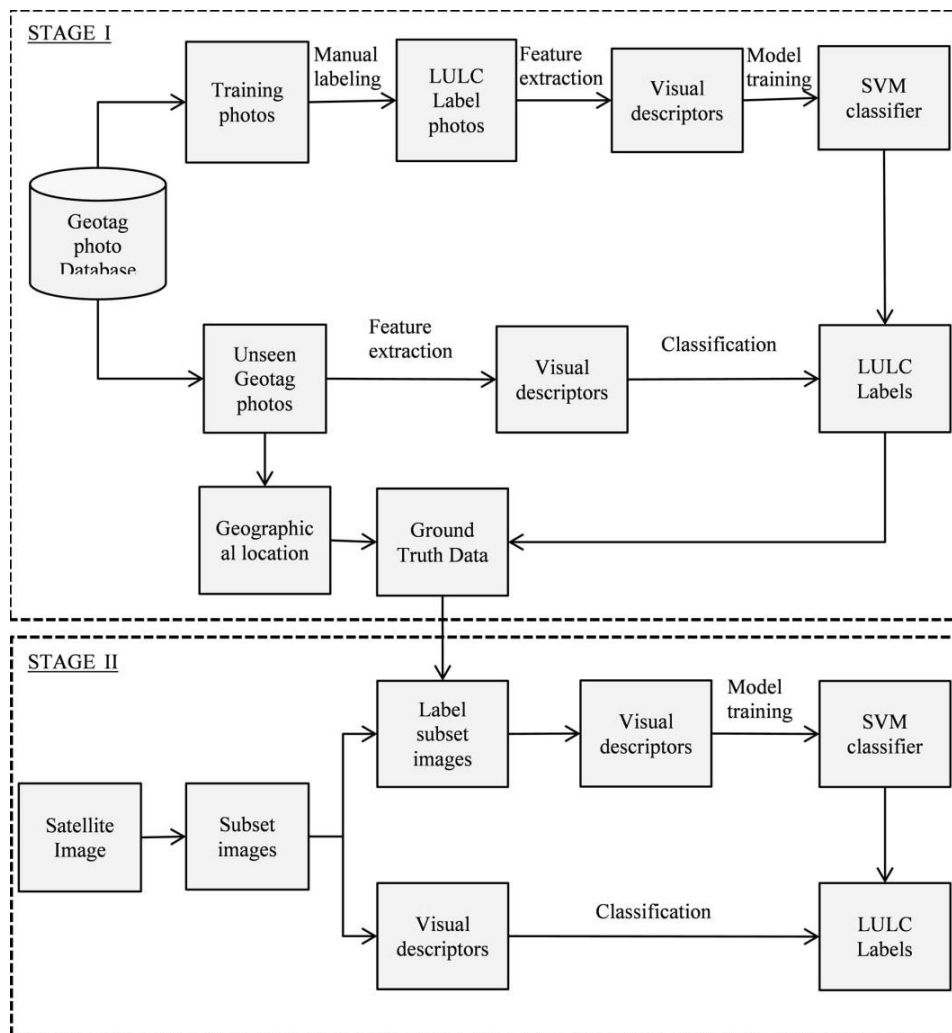 STAGE I
Training
photos
Manual
labeling
LULC
Label
photos
Feature
extraction
Visual
descriptors
Model
training
SVM
classifier
Geotag
photo
Database
Unseen
Geotag
photos
Feature
extraction
Visual
descriptors
Classification
LULC
Labels
Geographic
al location
Ground
Truth Data
STAGE II
Label
subset
images
Visual
descriptors
Model
training
SVM
classifier
Satellite
Image
Subset
images
Visual
descriptors
Classification
LULC
Labels